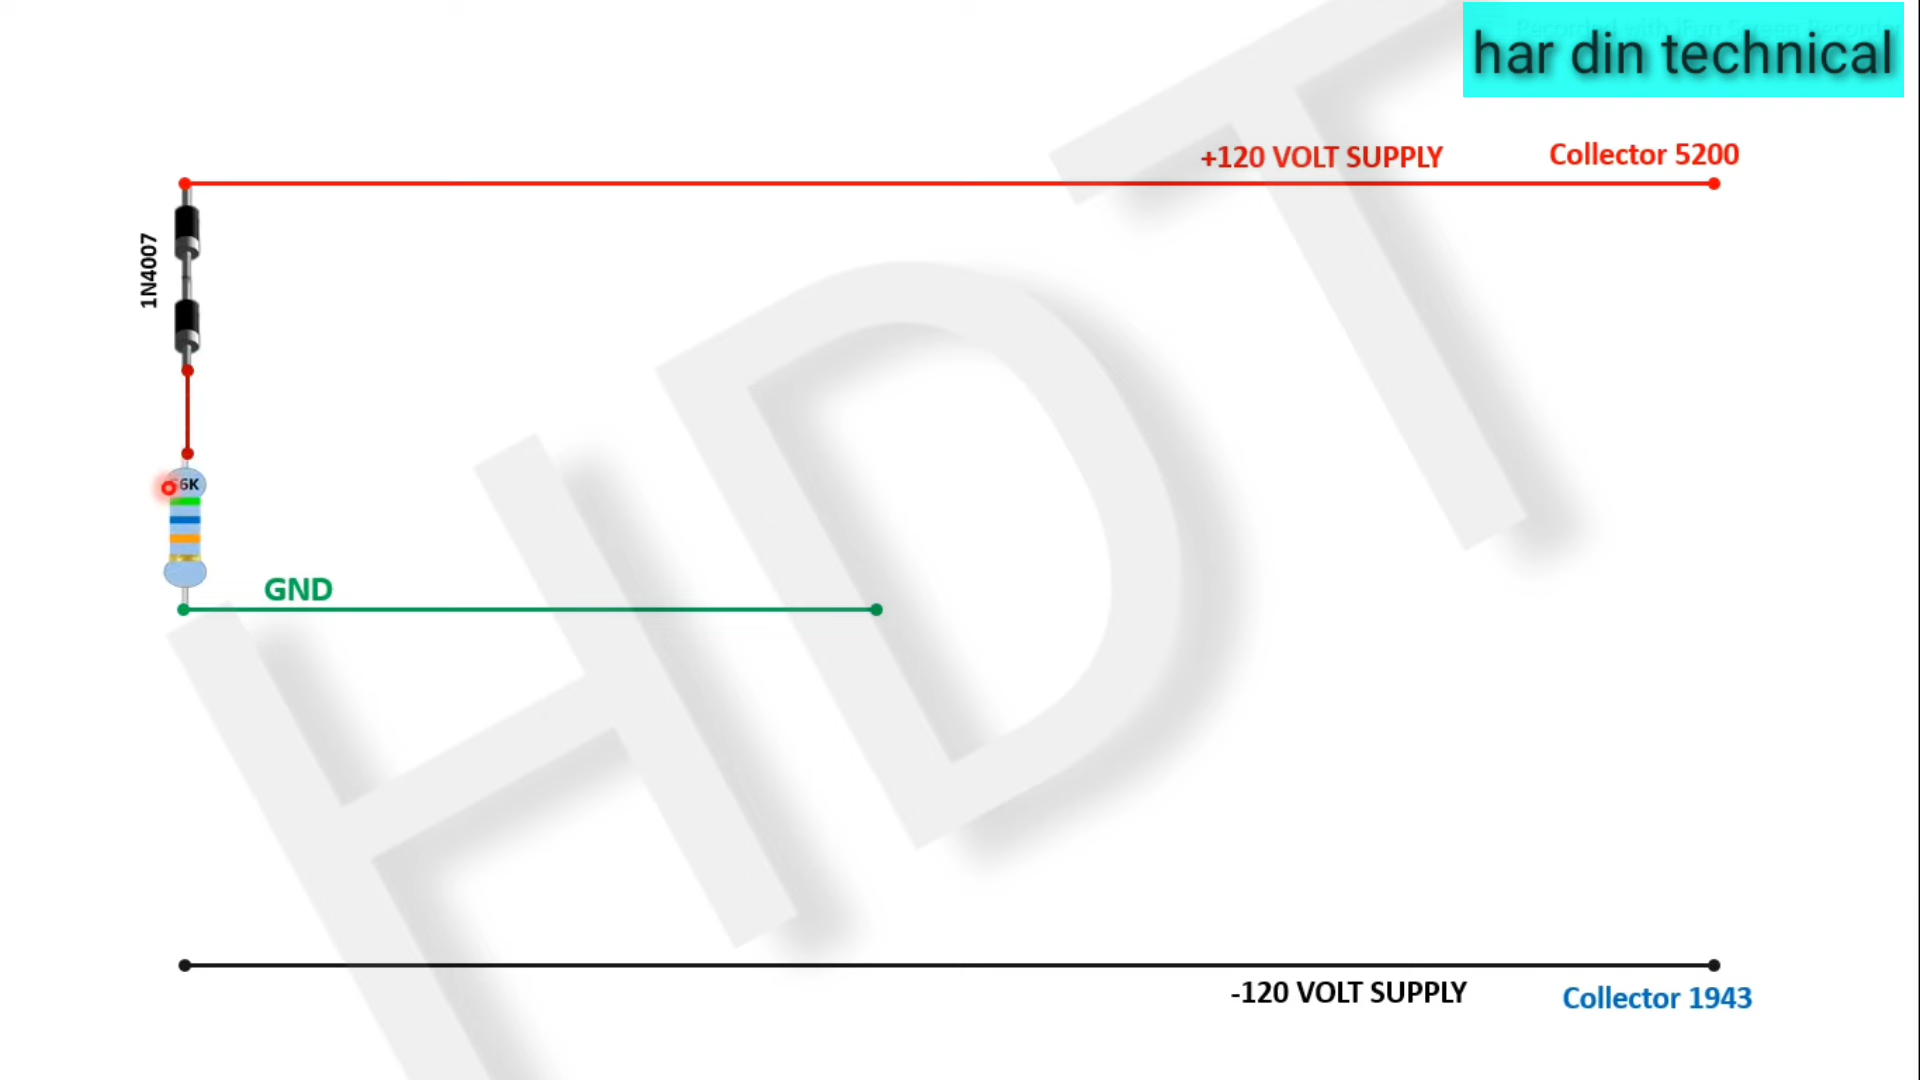 har din technical
+120 VOLT SUPPLY
Collector 5200
1N4007
6K
GND
-120 VOLT SUPPLY
Collector 1943
HDT